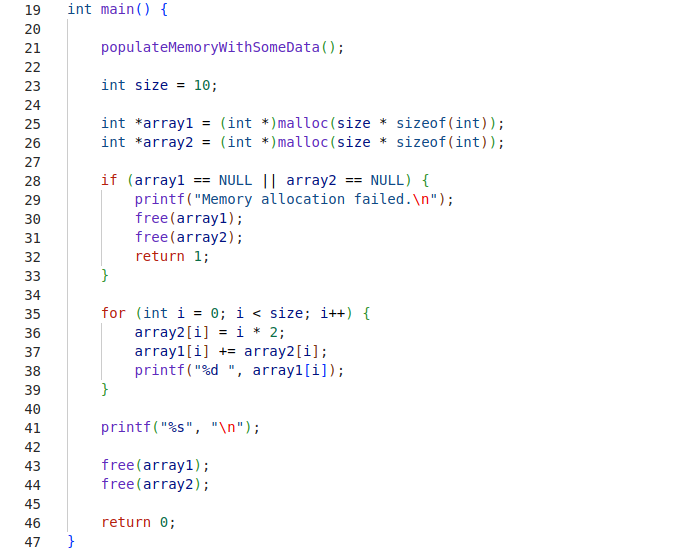 19 int main() {
20
21     populateMemoryWithSomeData();
22
23     int size = 10;
24
25     int *array1 = (int *)malloc(size * sizeof(int));
26     int *array2 = (int *)malloc(size * sizeof(int));
27
28     if (array1 == NULL || array2 == NULL) {
29         printf("Memory allocation failed.\n");
30         free(array1);
31         free(array2);
32         return 1;
33     }
34
35     for (int i = 0; i < size; i++) {
36         array2[i] = i * 2;
37         array1[i] += array2[i];
38         printf("%d ", array1[i]);
39     }
40
41     printf("%s", "\n");
42
43     free(array1);
44     free(array2);
45
46     return 0;
47 }